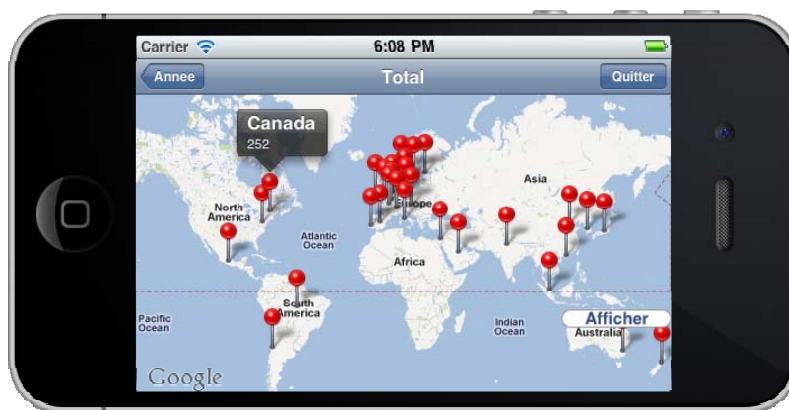 Carrier 6:08 PM
Annee Total Quitter
Canada
252
Asia
North
America
Europe
Atlantic
Ocean
Africa
South
America
Pacific
Ocean
Indian
Ocean
Afficher
Australia
Google